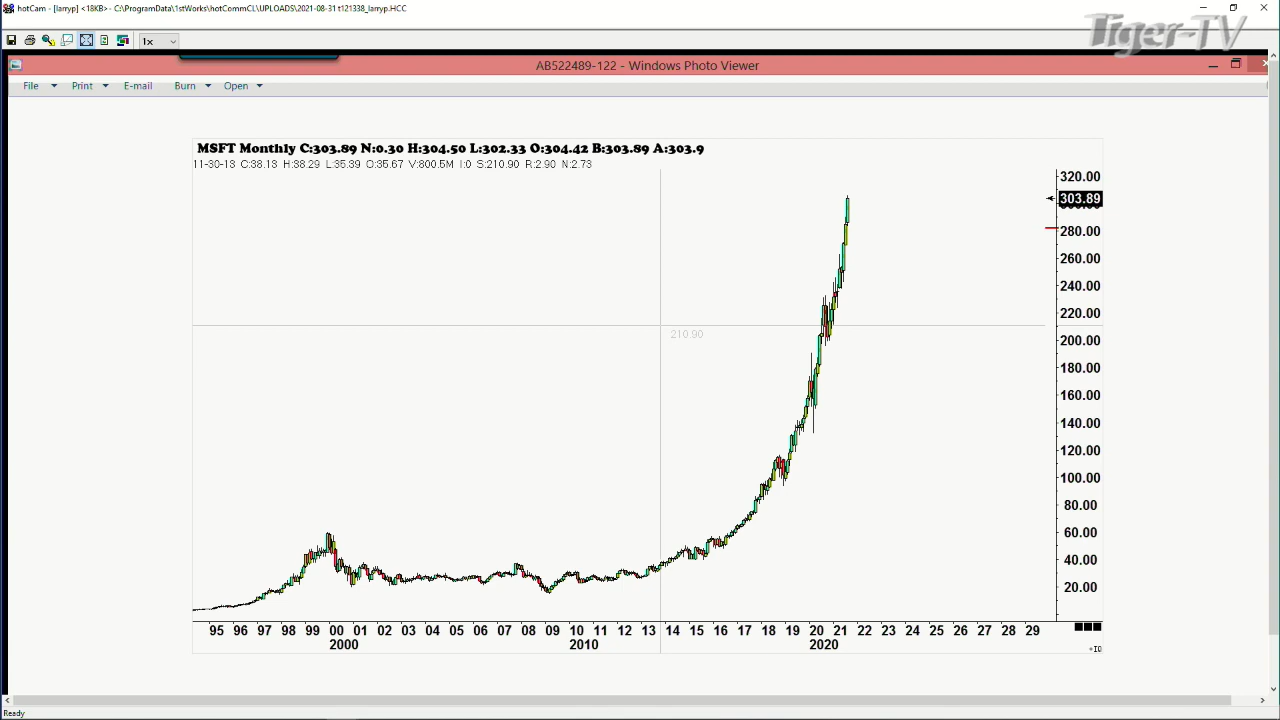 hotCam - [larryp] <18KB> - C:\ProgramData\1stWorks\hotCommCL\UPLOADS\2021-08-31 t121338_larryp.HCC
Tiger-TV
1x
AB522489-122 - Windows Photo Viewer
File Print E-mail Burn Open
MSFT Monthly C:303.89 N:0.30 H:304.50 L:302.33 O:304.42 B:303.89 A:303.9
11-30-13 C:38.13 H:38.29 L:35.39 O:35.67 V:800.5M I:0 S:210.90 R:2.90 N:2.73
320.00
303.89
280.00
260.00
240.00
220.00
210.90
200.00
180.00
160.00
140.00
120.00
100.00
80.00
60.00
40.00
20.00
95 96 97 98 99 00 01 02 03 04 05 06 07 08 09 10 11 12 13 14 15 16 17 18 19 20 21 22 23 24 25 26 27 28 29
2000 2010 2020
Ready